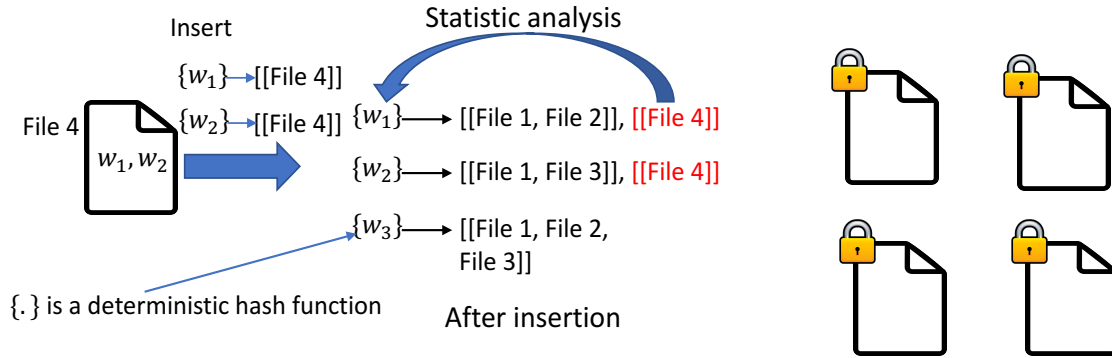 Statistic analysis
Insert
{w₁} → [[File 4]]
{w₂} → [[File 4]]
File 4
w₁, w₂
{w₁} → [[File 1, File 2]], [[File 4]]
{w₂} → [[File 1, File 3]], [[File 4]]
{w₃} → [[File 1, File 2,
File 3]]
{.} is a deterministic hash function
After insertion